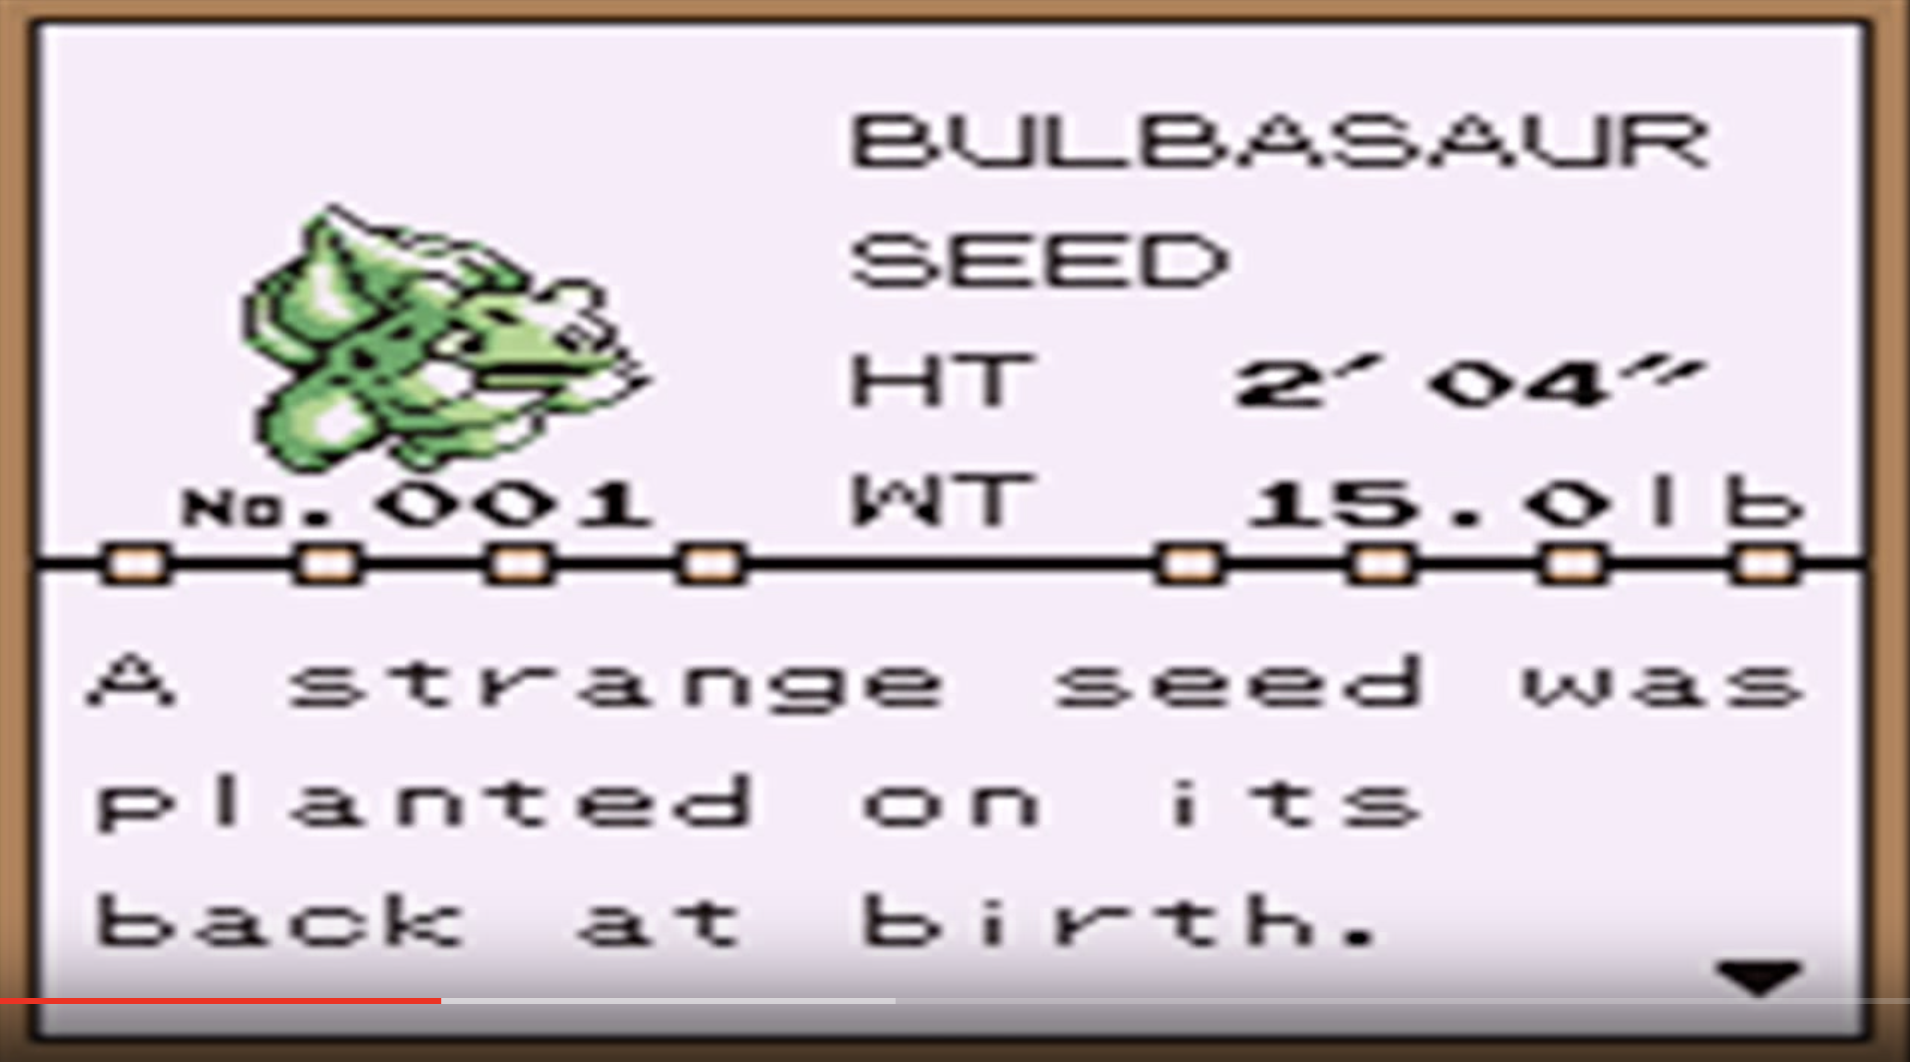 BULBASAUR
SEED
HT 2′04″
WT 15.0lb
No.001
A strange seed was
planted on its
back at birth.